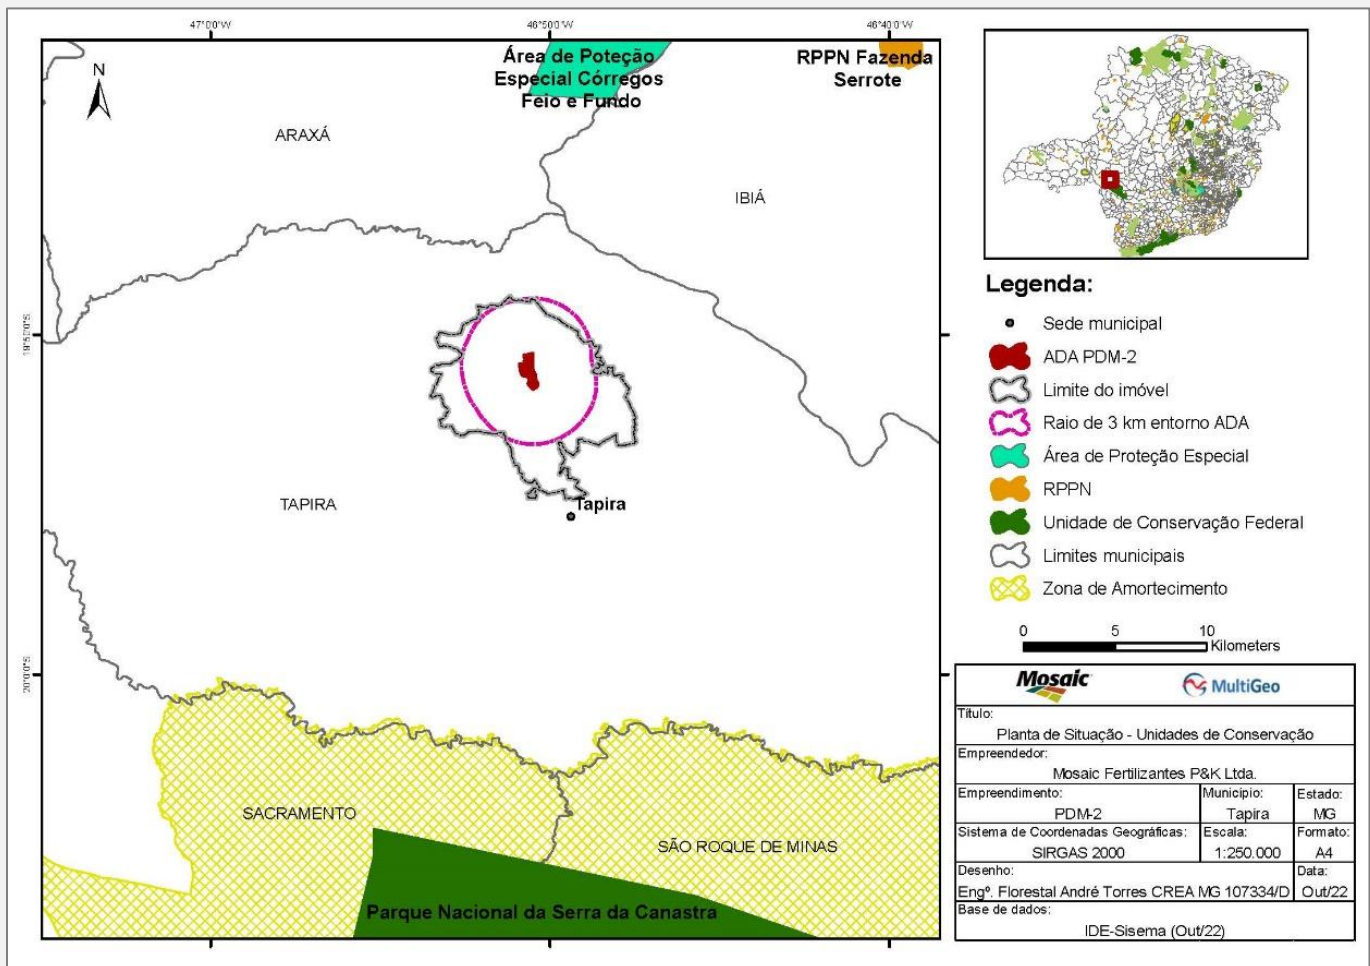 47°0'0"W
46°50'0"W
46°40'0"W
Área de Poteção
Especial Córregos
Feio e Fundo
RPPN Fazenda
Serrote
N
ARAXÁ
IBIÁ
19°50'0"S
TAPIRA
Tapira
20°0'0"S
SACRAMENTO
SÃO ROQUE DE MINAS
Parque Nacional da Serra da Canastra
Legenda:
Sede municipal
ADA PDM-2
Limite do imóvel
Raio de 3 km entorno ADA
Área de Proteção Especial
RPPN
Unidade de Conservação Federal
Limites municipais
Zona de Amortecimento
0 5 10
Kilometers
Mosaic MultiGeo
Título:
Planta de Situação - Unidades de Conservação
Empreendedor:
Mosaic Fertilizantes P&K Ltda.
Empreendimento: Município: Estado:
PDM-2 Tapira MG
Sistema de Coordenadas Geográficas: Escala: Formato:
SIRGAS 2000 1:250.000 A4
Desenho: Data:
Engº. Florestal André Torres CREA MG 107334/D Out/22
Base de dados:
IDE-Sisema (Out/22)